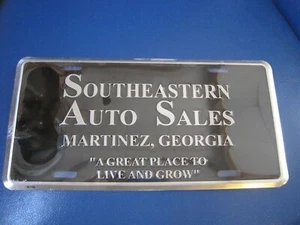 SOUTHEASTERN
AUTO SALES
MARTINEZ, GEORGIA
"A GREAT PLACE TO
LIVE AND GROW"